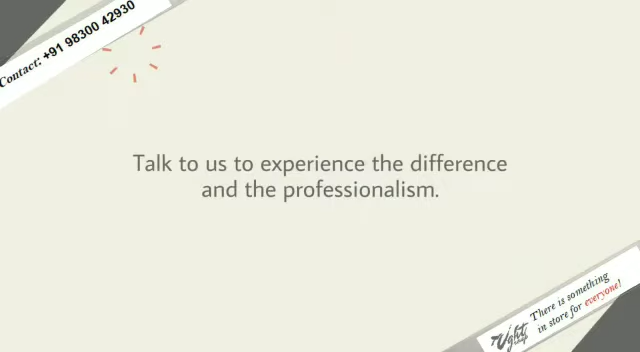 Contact: +91 98300 42930
Talk to us to experience the difference
and the professionalism.
There is something
in store for everyone!